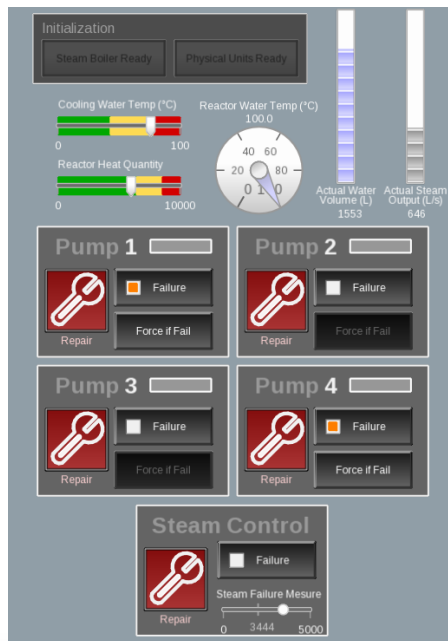 Initialization
Steam Boiler Ready Physical Units Ready
Cooling Water Temp (°C)
0 100
Reactor Heat Quantity
0 10000
Reactor Water Temp (°C)
100.0
40 60
20 80
0 100
Actual Water
Volume (L)
1553
Actual Steam
Output (L/s)
646
Pump 1
Failure
Force if Fail
Repair
Pump 2
Failure
Force if Fail
Repair
Pump 3
Failure
Force if Fail
Repair
Pump 4
Failure
Force if Fail
Repair
Steam Control
Failure
Repair
Steam Failure Mesure
0 3444 5000